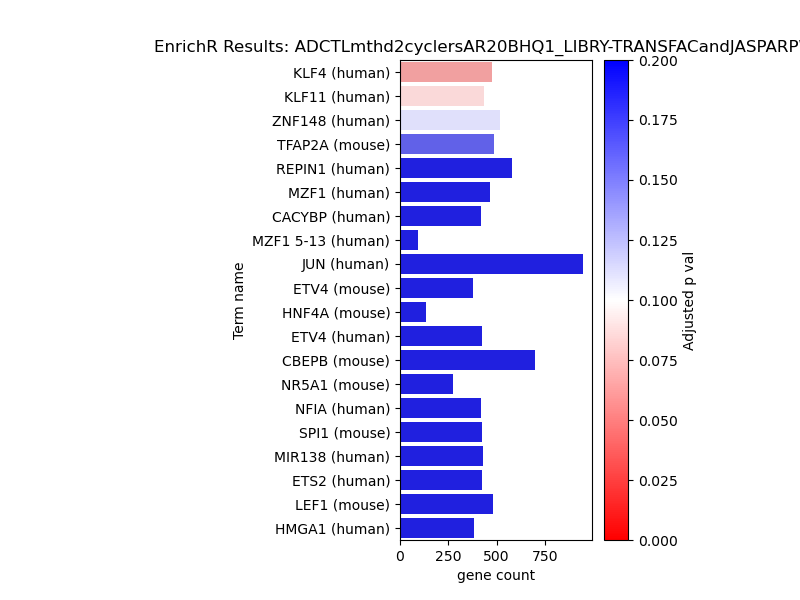 EnrichR Results: ADCTLmthd2cyclersAR20BHQ1_LIBRY-TRANSFACandJASPARP
KLF4 (human)
KLF11 (human)
ZNF148 (human)
TFAP2A (mouse)
REPIN1 (human)
MZF1 (human)
CACYBP (human)
MZF1 5-13 (human)
JUN (human)
ETV4 (mouse)
HNF4A (mouse)
ETV4 (human)
CBEPB (mouse)
NR5A1 (mouse)
NFIA (human)
SPI1 (mouse)
MIR138 (human)
ETS2 (human)
LEF1 (mouse)
HMGA1 (human)
Term name
0 250 500 750
gene count
0.200
0.175
0.150
0.125
0.100
0.075
0.050
0.025
0.000
Adjusted p val